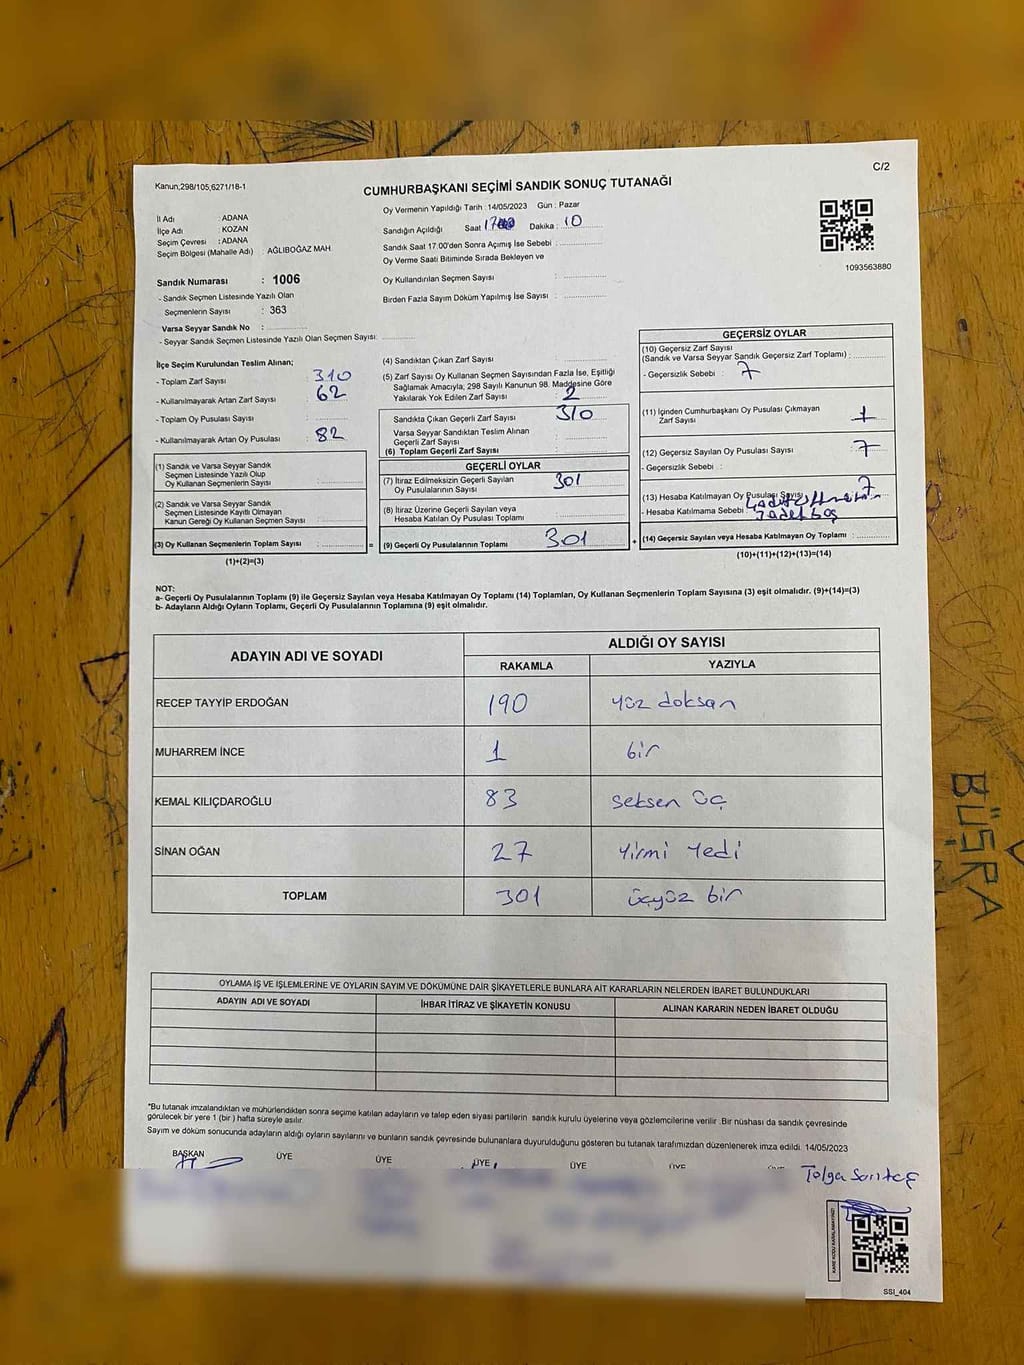 C/2
Kanun,298/105,6271/18-1
CUMHURBAŞKANI SEÇİMİ SANDIK SONUÇ TUTANAĞI
İl Adı : ADANA
İlçe Adı : KOZAN
Seçim Çevresi : ADANA
Seçim Bölgesi (Mahalle Adı) : AĞLIBOĞAZ MAH.
Sandık Numarası : 1006
- Sandık Seçmen Listesinde Yazılı Olan
Seçmenlerin Sayısı : 363
Varsa Seyyar Sandık No :
- Seyyar Sandık Seçmen Listesinde Yazılı Olan Seçmen Sayısı:
Oy Vermenin Yapıldığı Tarih : 14/05/2023 Gün : Pazar
Sandığın Açıldığı Saat Dakika : 10
Sandık Saat 17.00'den Sonra Açımış İse Sebebi :
Oy Verme Saati Bitiminde Sırada Bekleyen ve
Oy Kullandırılan Seçmen Sayısı :
Birden Fazla Sayım Döküm Yapılmış İse Sayısı :
1093563880
İlçe Seçim Kurulundan Teslim Alınan;
- Toplam Zarf Sayısı : 310
- Kullanılmayarak Artan Zarf Sayısı : 62
- Toplam Oy Pusulası Sayısı :
- Kullanılmayarak Artan Oy Pusulası : 82
(1) Sandık ve Varsa Seyyar Sandık
Seçmen Listesinde Yazılı Olup
Oy Kullanan Seçmenlerin Sayısı :
(2) Sandık ve Varsa Seyyar Sandık
Seçmen Listesinde Kayıtlı Olmayan
Kanun Gereği Oy Kullanan Seçmen Sayısı :
(3) Oy Kullanan Seçmenlerin Toplam Sayısı : =
(1)+(2)=(3)
(4) Sandıktan Çıkan Zarf Sayısı :
(5) Zarf Sayısı Oy Kullanan Seçmen Sayısından Fazla İse, Eşitliği
Sağlamak Amacıyla; 298 Sayılı Kanunun 98. Maddesine Göre
Yakılarak Yok Edilen Zarf Sayısı : 2
Sandıkta Çıkan Geçerli Zarf Sayısı : 310
Varsa Seyyar Sandıktan Teslim Alınan
Geçerli Zarf Sayısı :
(6) Toplam Geçerli Zarf Sayısı :
GEÇERLİ OYLAR
(7) İtiraz Edilmeksizin Geçerli Sayılan
Oy Pusulalarının Sayısı : 301
(8) İtiraz Üzerine Geçerli Sayılan veya
Hesaba Katılan Oy Pusulası Toplamı :
(9) Geçerli Oy Pusulalarının Toplamı : 301 +
GEÇERSİZ OYLAR
(10) Geçersiz Zarf Sayısı
(Sandık ve Varsa Seyyar Sandık Geçersiz Zarf Toplamı) :
- Geçersizlik Sebebi : 7
(11) İçinden Cumhurbaşkanı Oy Pusulası Çıkmayan
Zarf Sayısı : 1
(12) Geçersiz Sayılan Oy Pusulası Sayısı : 7
- Geçersizlik Sebebi :
(13) Hesaba Katılmayan Oy Pusulası Sayısı : 7
- Hesaba Katılmama Sebebi :
(14) Geçersiz Sayılan veya Hesaba Katılmayan Oy Toplamı :
(10)+(11)+(12)+(13)=(14)
NOT:
a- Geçerli Oy Pusulalarının Toplamı (9) ile Geçersiz Sayılan veya Hesaba Katılmayan Oy Toplamı (14) Toplamları, Oy Kullanan Seçmenlerin Toplam Sayısına (3) eşit olmalıdır. (9)+(14)=(3)
b- Adayların Aldığı Oyların Toplamı, Geçerli Oy Pusulalarının Toplamına (9) eşit olmalıdır.
ADAYIN ADI VE SOYADI ALDIĞI OY SAYISI
RAKAMLA YAZIYLA
RECEP TAYYİP ERDOĞAN 190 yüz doksan
MUHARREM İNCE 1 bir
KEMAL KILIÇDAROĞLU 83 seksen üç
SİNAN OĞAN 27 yirmi yedi
TOPLAM 301 üçyüz bir
OYLAMA İŞ VE İŞLEMLERİNE VE OYLARIN SAYIM VE DÖKÜMÜNE DAİR ŞİKAYETLERLE BUNLARA AİT KARARLARIN NELERDEN İBARET BULUNDUKLARI
ADAYIN ADI VE SOYADI İHBAR İTİRAZ VE ŞİKAYETİN KONUSU ALINAN KARARIN NEDEN İBARET OLDUĞU
*Bu tutanak imzalandıktan ve mühürlendikten sonra seçime katılan adayların ve talep eden siyasi partilerin sandık kurulu üyelerine veya gözlemcilerine verilir. Bir nüshası da sandık çevresinde
görülecek bir yere 1 (bir) hafta süreyle asılır.
Sayım ve döküm sonucunda adayların aldığı oyların sayılarını ve bunların sandık çevresinde bulunanlara duyurulduğunu gösteren bu tutanak tarafımızdan düzenlenerek imza edildi. 14/05/2023
BAŞKAN ÜYE ÜYE ÜYE ÜYE ÜYE
KARE KODU KARALAMAYINIZ!
SSI_404
BÜŞRA